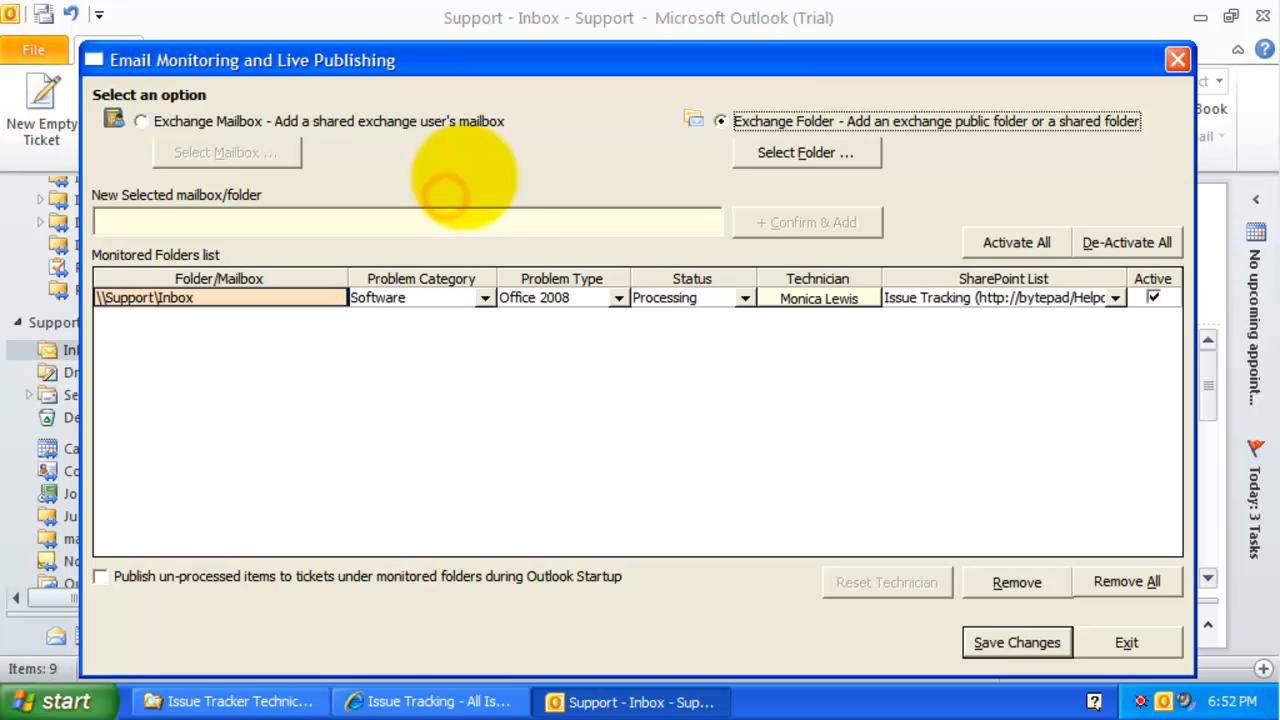 Support - Inbox - Support - Microsoft Outlook (Trial)
File
Email Monitoring and Live Publishing
New Empty
Ticket
Select an option
Exchange Mailbox - Add a shared exchange user's mailbox
Exchange Folder - Add an exchange public folder or a shared folder
Select Mailbox ...
Select Folder ...
New Selected mailbox/folder
+ Confirm & Add
Activate All
De-Activate All
Monitored Folders list
Folder/Mailbox
Problem Category
Problem Type
Status
Technician
SharePoint List
Active
\\Support\Inbox
Software
Office 2008
Processing
Monica Lewis
Issue Tracking (http://bytepad/Helpc
Publish un-processed items to tickets under monitored folders during Outlook Startup
Reset Technician
Remove
Remove All
Save Changes
Exit
Support
No upcoming appoint...
Today: 3 Tasks
Items: 9
start
Issue Tracker Technic...
Issue Tracking - All Is...
Support - Inbox - Sup...
6:52 PM